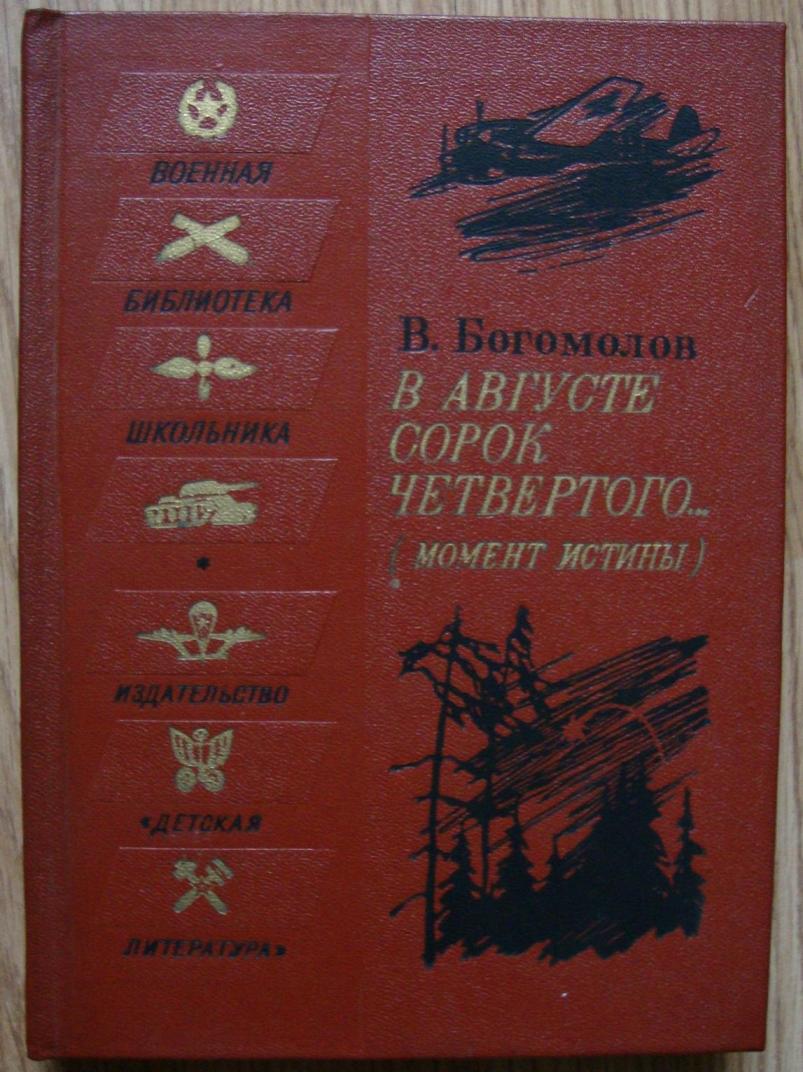 ВОЕННАЯ
БИБЛИОТЕКА
ШКОЛЬНИКА
*
ИЗДАТЕЛЬСТВО
«ДЕТСКАЯ
ЛИТЕРАТУРА»
В. Богомолов
В АВГУСТЕ
СОРОК
ЧЕТВЕРТОГО...
(МОМЕНТ ИСТИНЫ)